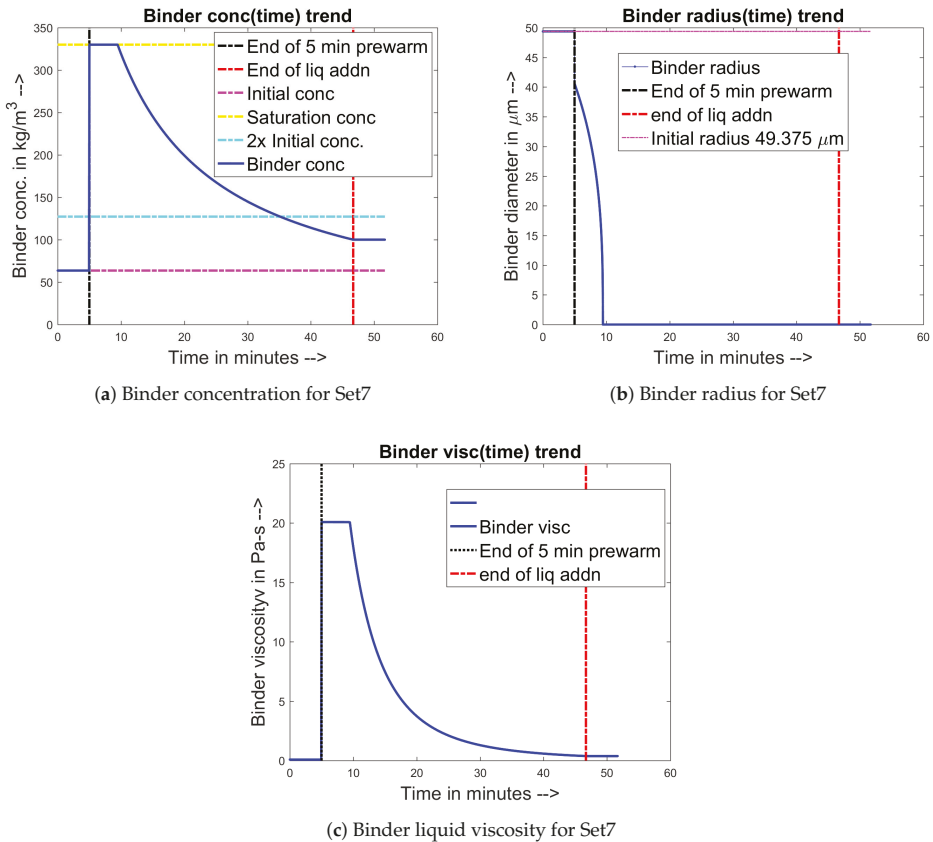 Binder conc(time) trend
350
300
250
200
150
100
50
0
Binder conc. in kg/m³ -->
0 10 20 30 40 50 60
Time in minutes -->
End of 5 min prewarm
End of liq addn
Initial conc
Saturation conc
2x Initial conc.
Binder conc
(a) Binder concentration for Set7
Binder radius(time) trend
50
45
40
35
30
25
20
15
10
5
0
Binder diameter in μm -->
0 10 20 30 40 50 60
Time in minutes -->
Binder radius
End of 5 min prewarm
end of liq addn
Initial radius 49.375 μm
(b) Binder radius for Set7
Binder visc(time) trend
25
20
15
10
5
0
Binder viscosityv in Pa-s -->
0 10 20 30 40 50 60
Time in minutes -->
Binder visc
End of 5 min prewarm
end of liq addn
(c) Binder liquid viscosity for Set7